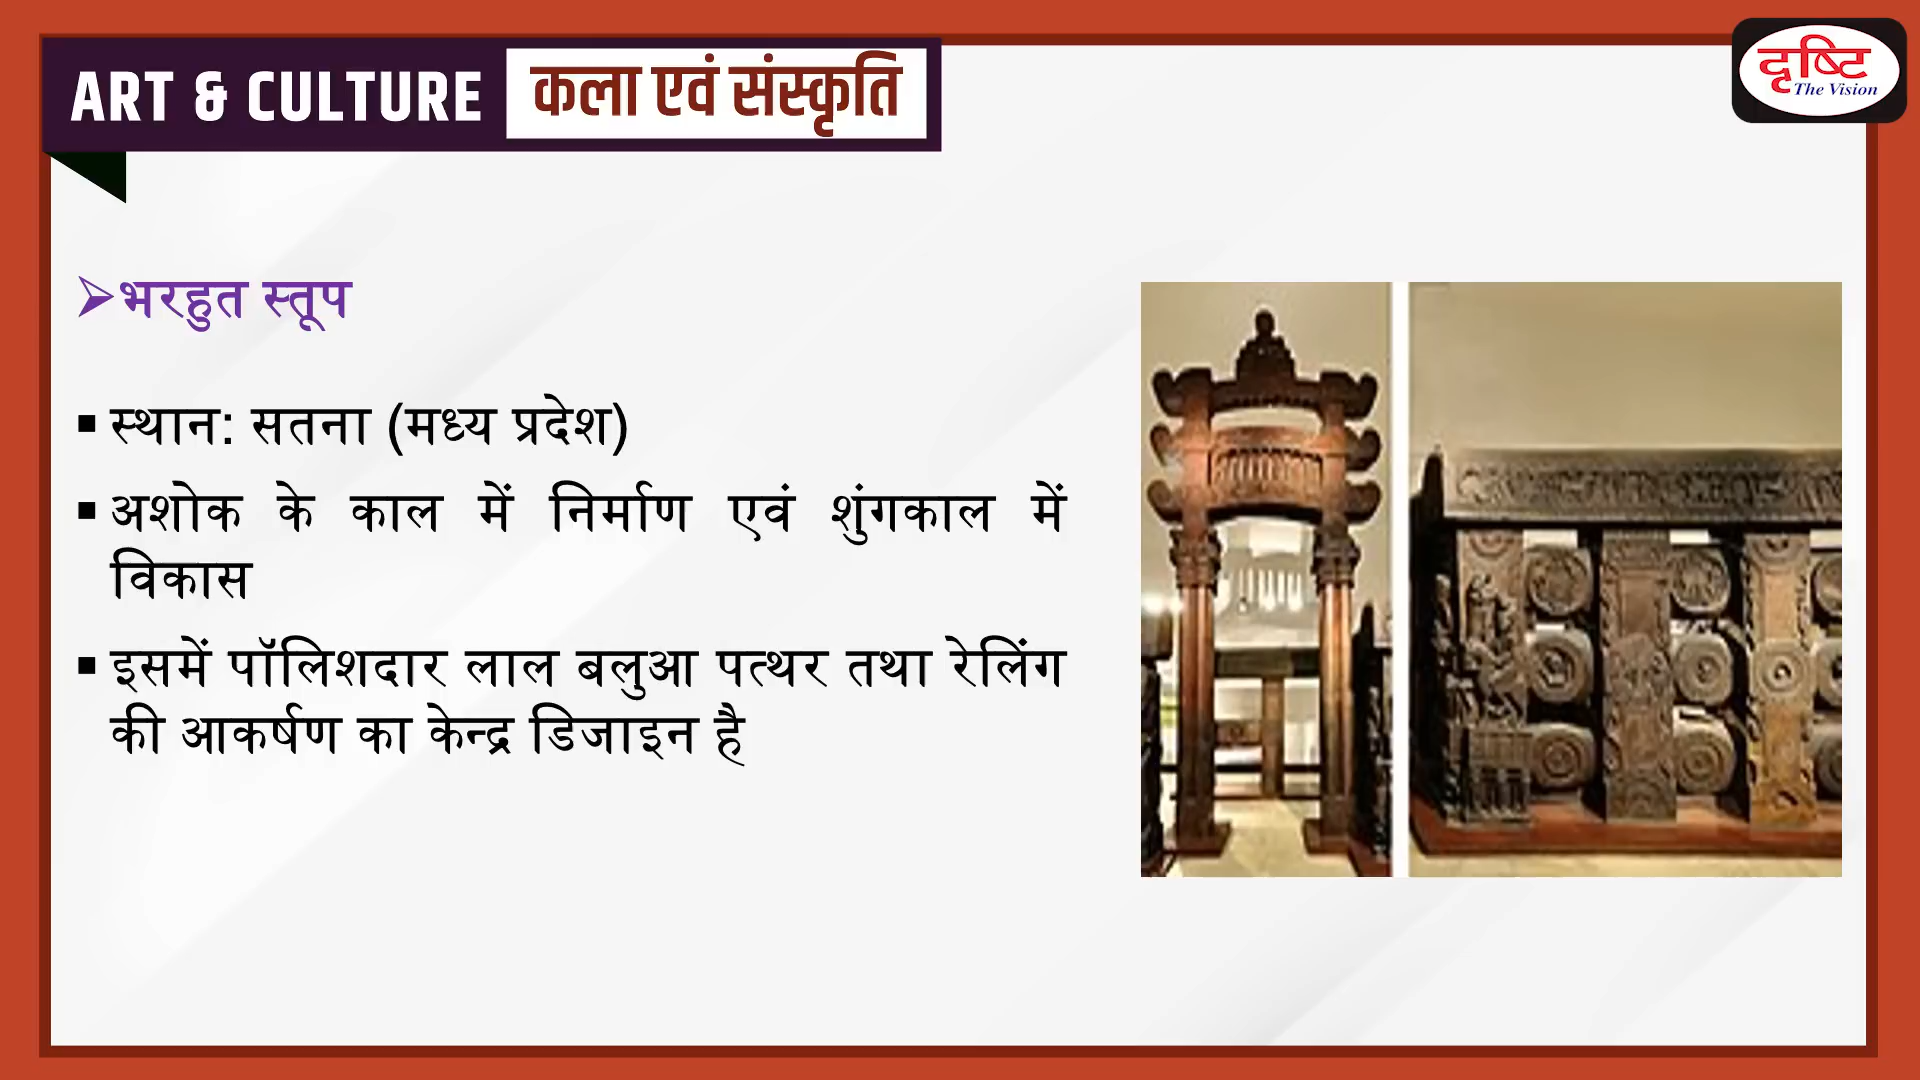 ART & CULTURE कला एवं संस्कृति
दृष्टि
The Vision
➢भरहुत स्तूप
▪ स्थान: सतना (मध्य प्रदेश)
▪ अशोक के काल में निर्माण एवं शुंगकाल में
विकास
▪ इसमें पॉलिशदार लाल बलुआ पत्थर तथा रेलिंग
की आकर्षण का केन्द्र डिजाइन है